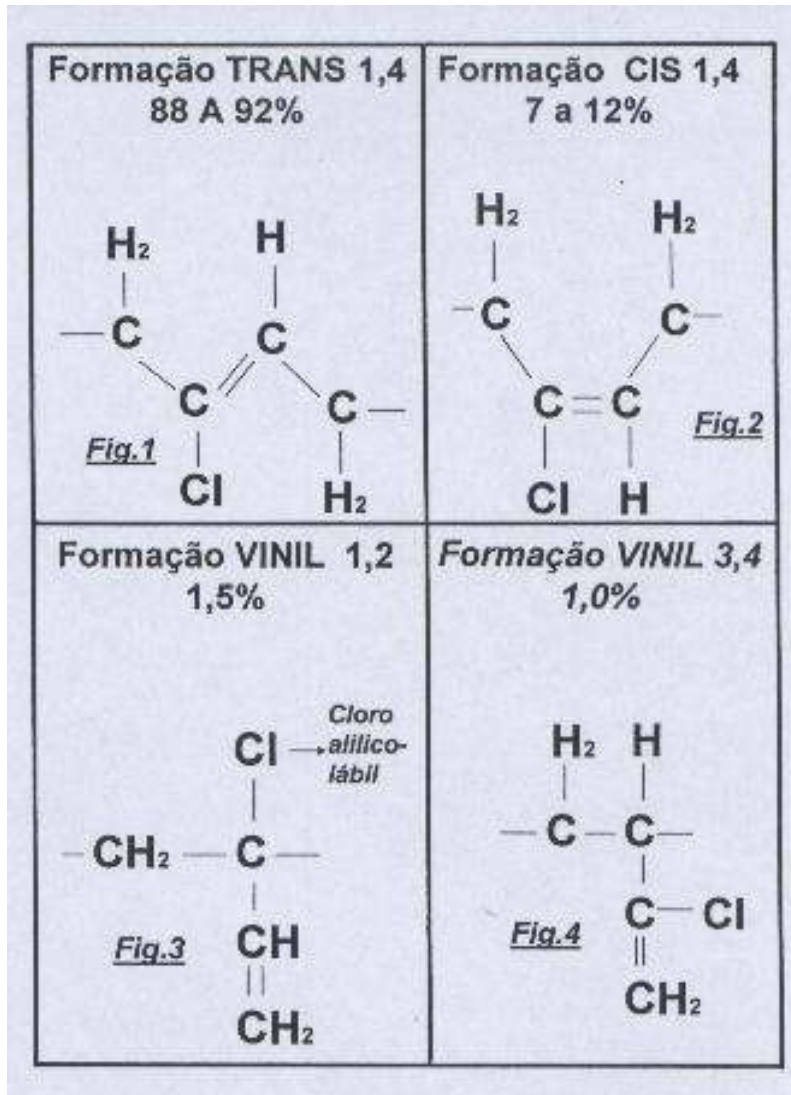 Formação TRANS 1,4
88 A 92%
H2 H
C C
C C
Fig.1
Cl H2
Formação CIS 1,4
7 a 12%
H2 H2
C C
C C
Fig.2
Cl H
Formação VINIL 1,2
1,5%
Cloro
Cl alilico-
lábil
CH2 C
Fig.3 CH
CH2
Formação VINIL 3,4
1,0%
H2 H
C C
C Cl
Fig.4
CH2